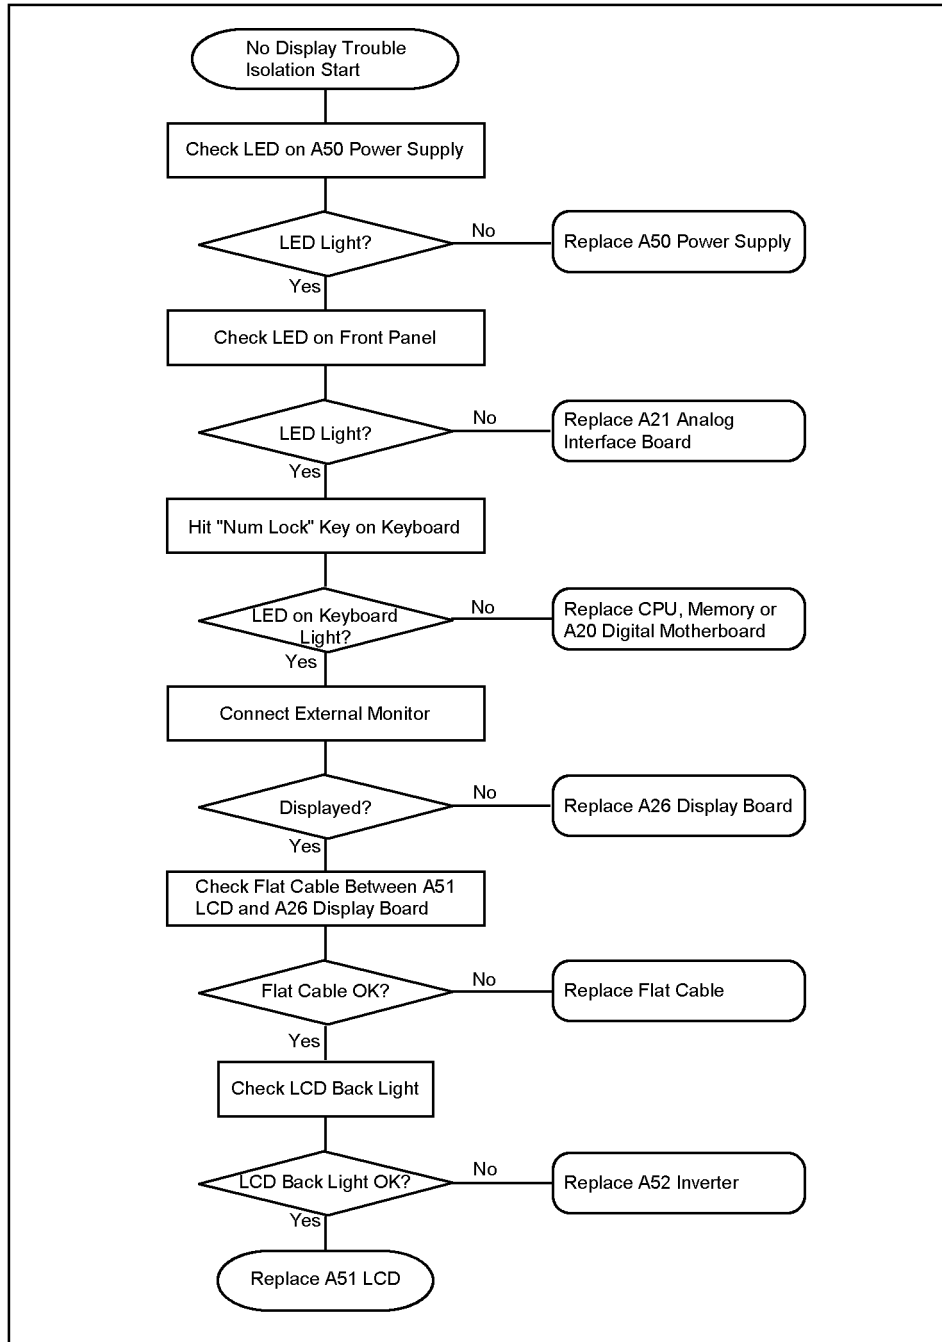 No Display Trouble
Isolation Start
Check LED on A50 Power Supply
LED Light?
No
Replace A50 Power Supply
Yes
Check LED on Front Panel
LED Light?
No
Replace A21 Analog
Interface Board
Yes
Hit "Num Lock" Key on Keyboard
LED on Keyboard
Light?
No
Replace CPU, Memory or
A20 Digital Motherboard
Yes
Connect External Monitor
Displayed?
No
Replace A26 Display Board
Yes
Check Flat Cable Between A51
LCD and A26 Display Board
Flat Cable OK?
No
Replace Flat Cable
Yes
Check LCD Back Light
LCD Back Light OK?
No
Replace A52 Inverter
Yes
Replace A51 LCD